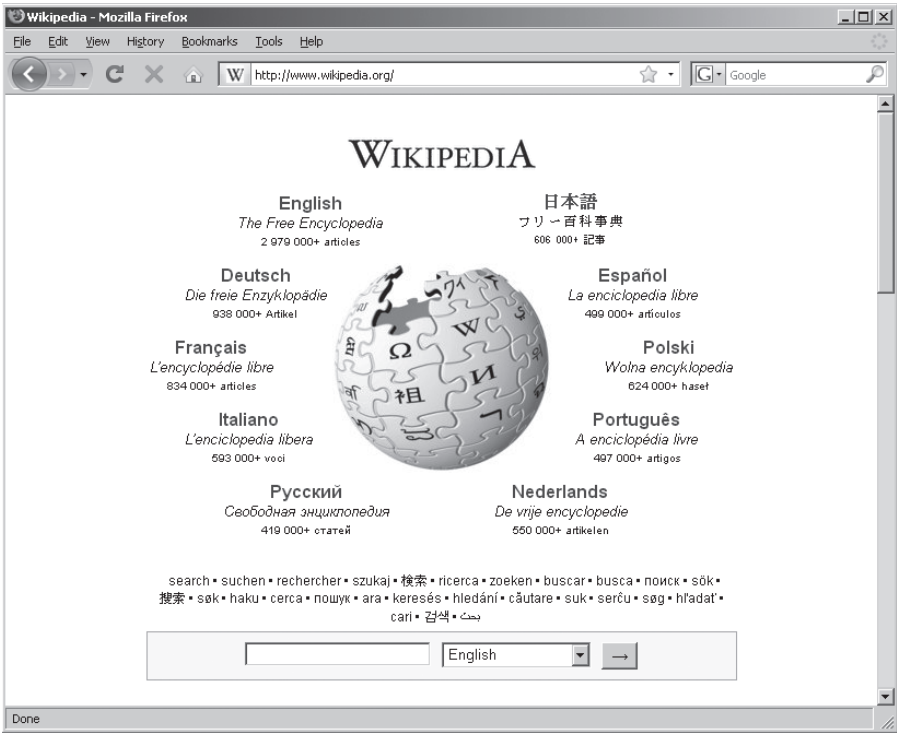 Wikipedia - Mozilla Firefox
File Edit View History Bookmarks Tools Help
W http://www.wikipedia.org/ G Google
WIKIPEDIA
English
The Free Encyclopedia
2 979 000+ articles
日本語
フリー百科事典
606 000+ 記事
Deutsch
Die freie Enzyklopädie
938 000+ Artikel
Español
La enciclopedia libre
499 000+ artículos
Français
L'encyclopédie libre
834 000+ articles
Polski
Wolna encyklopedia
624 000+ haseł
Italiano
L'enciclopedia libera
593 000+ voci
Português
A enciclopédia livre
497 000+ artigos
Русский
Свободная энциклопедия
419 000+ статей
Nederlands
De vrije encyclopedie
550 000+ artikelen
Ω W И 祖 ワィ
search • suchen • rechercher • szukaj • 検索 • ricerca • zoeken • buscar • busca • поиск • sök •
搜索 • søk • haku • cerca • пошук • ara • keresés • hledání • căutare • suk • serĉu • søg • hľadať •
cari • 검색 • بحث
English →
Done